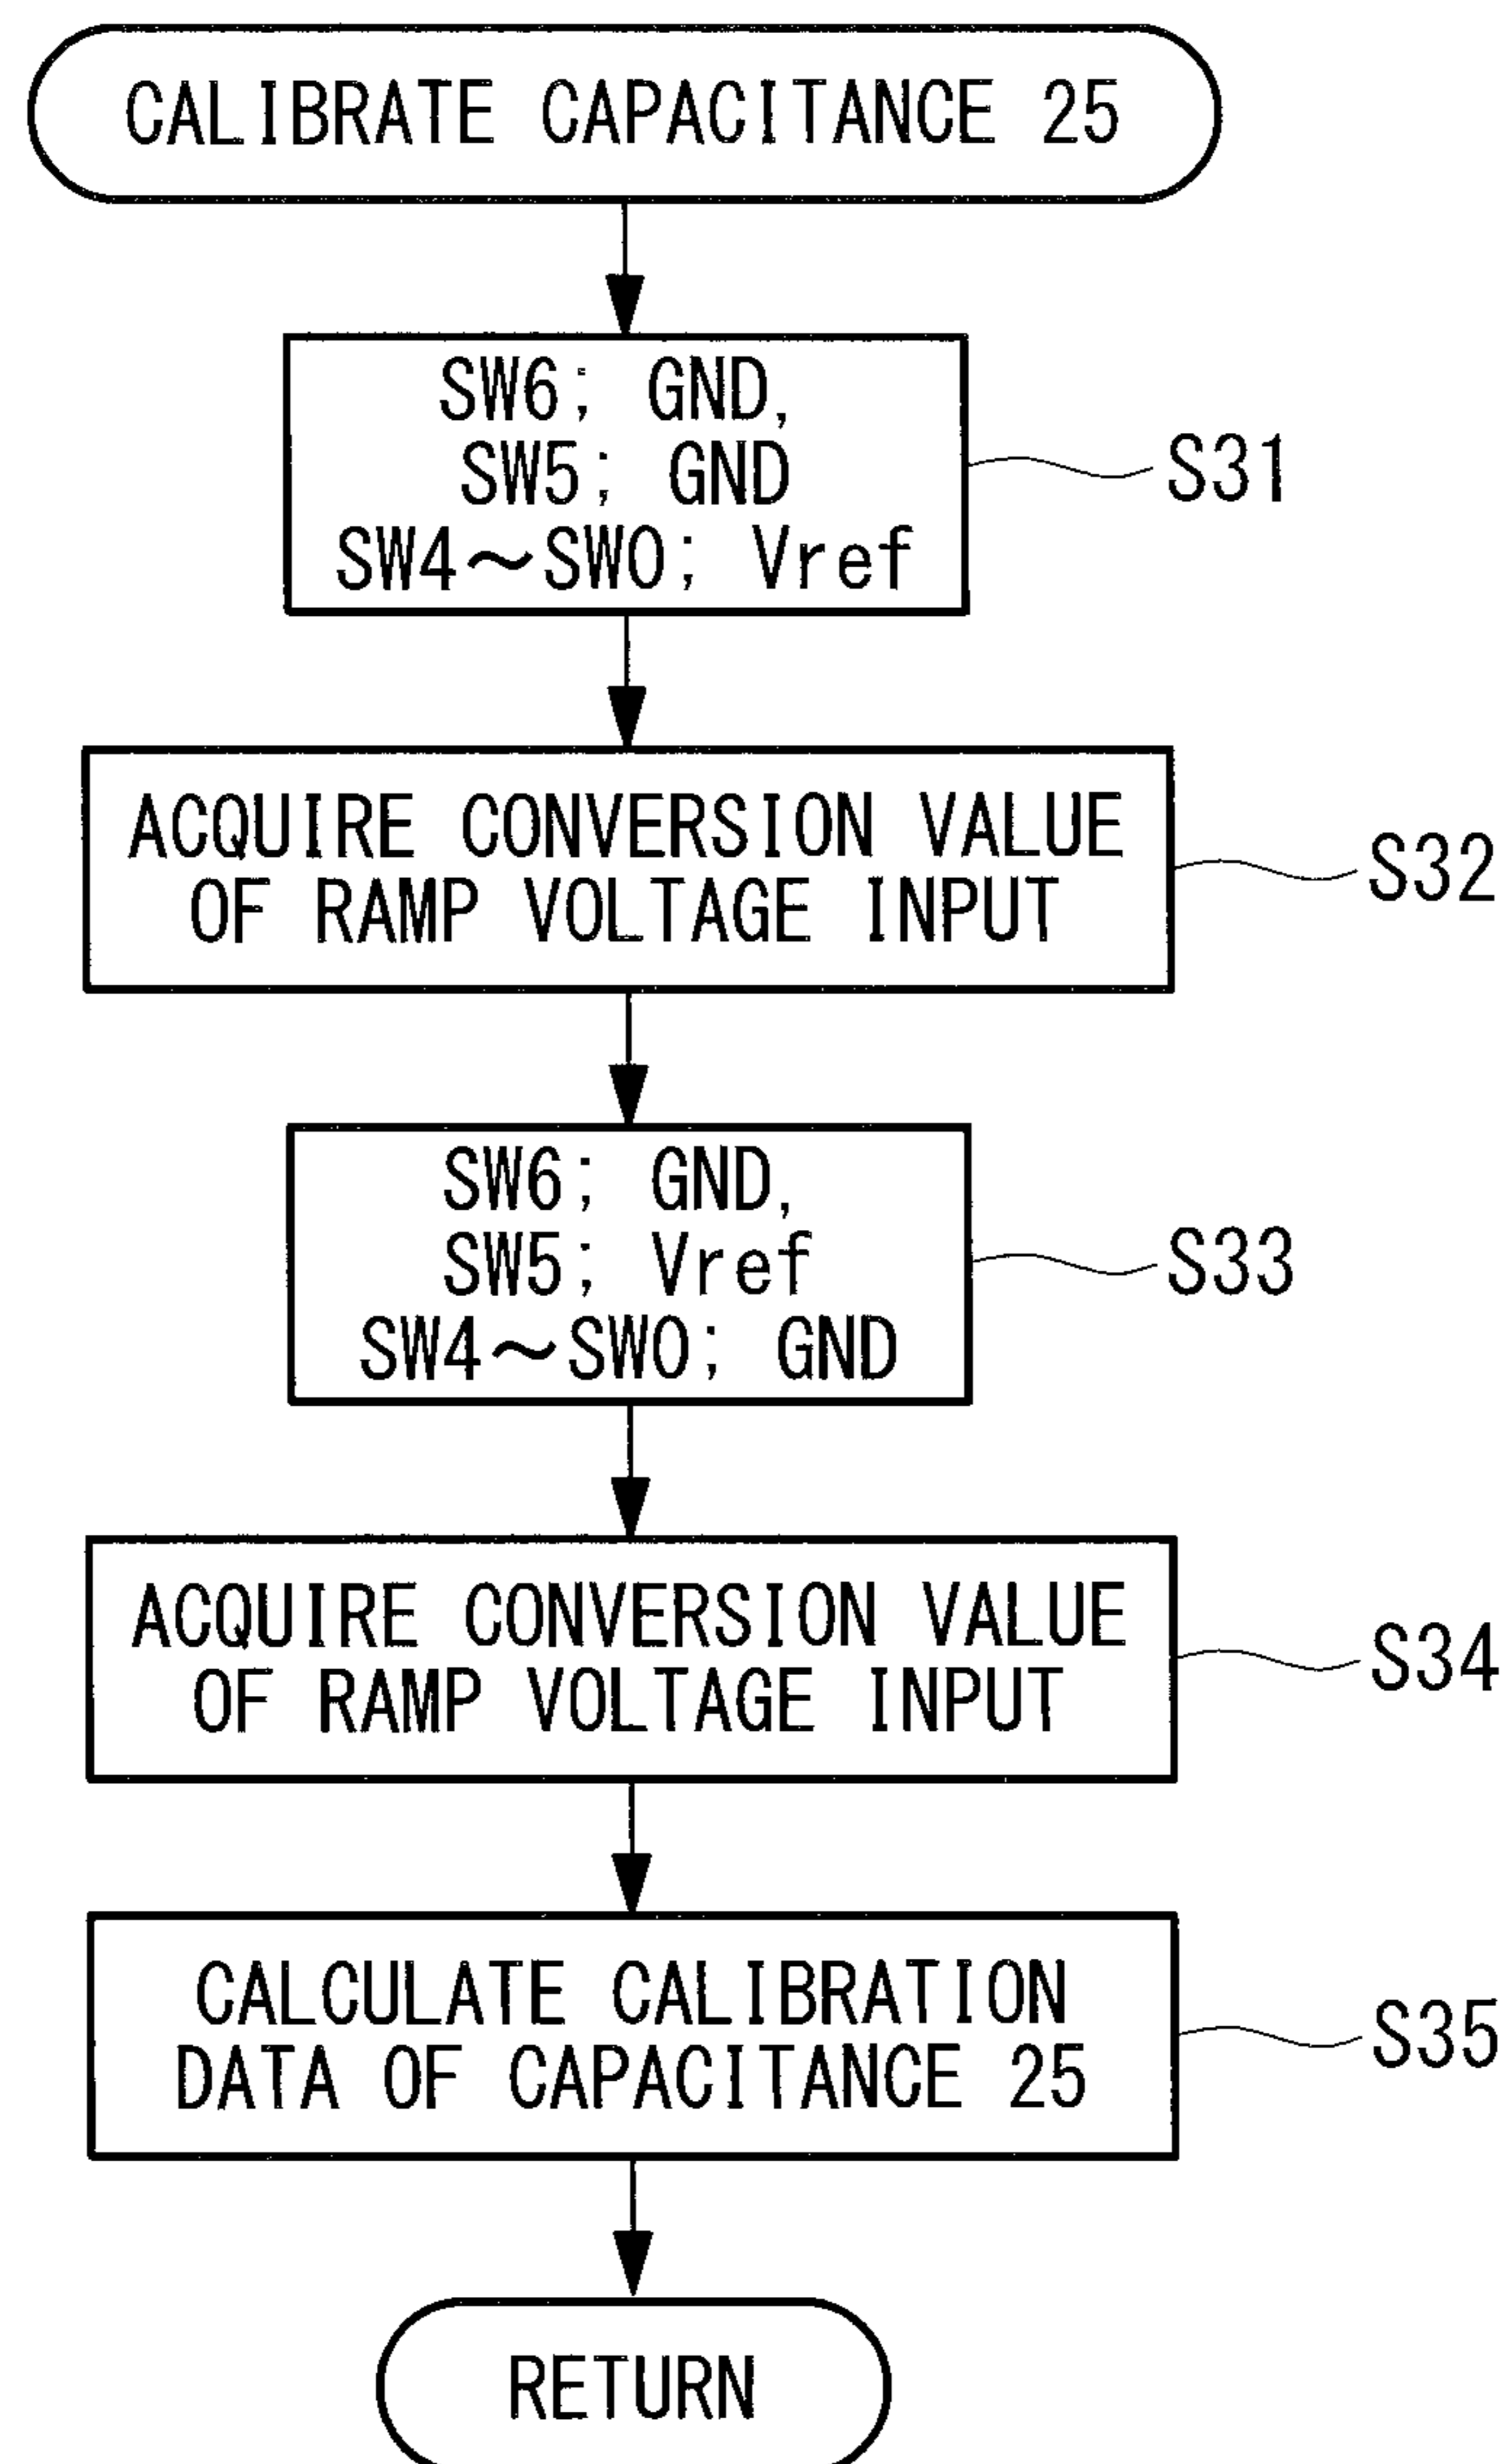 CALIBRATE CAPACITANCE 25
SW6; GND,
SW5; GND
SW4～SW0; Vref
S31
ACQUIRE CONVERSION VALUE
OF RAMP VOLTAGE INPUT
S32
SW6; GND,
SW5; Vref
SW4～SW0; GND
S33
ACQUIRE CONVERSION VALUE
OF RAMP VOLTAGE INPUT
S34
CALCULATE CALIBRATION
DATA OF CAPACITANCE 25
S35
RETURN